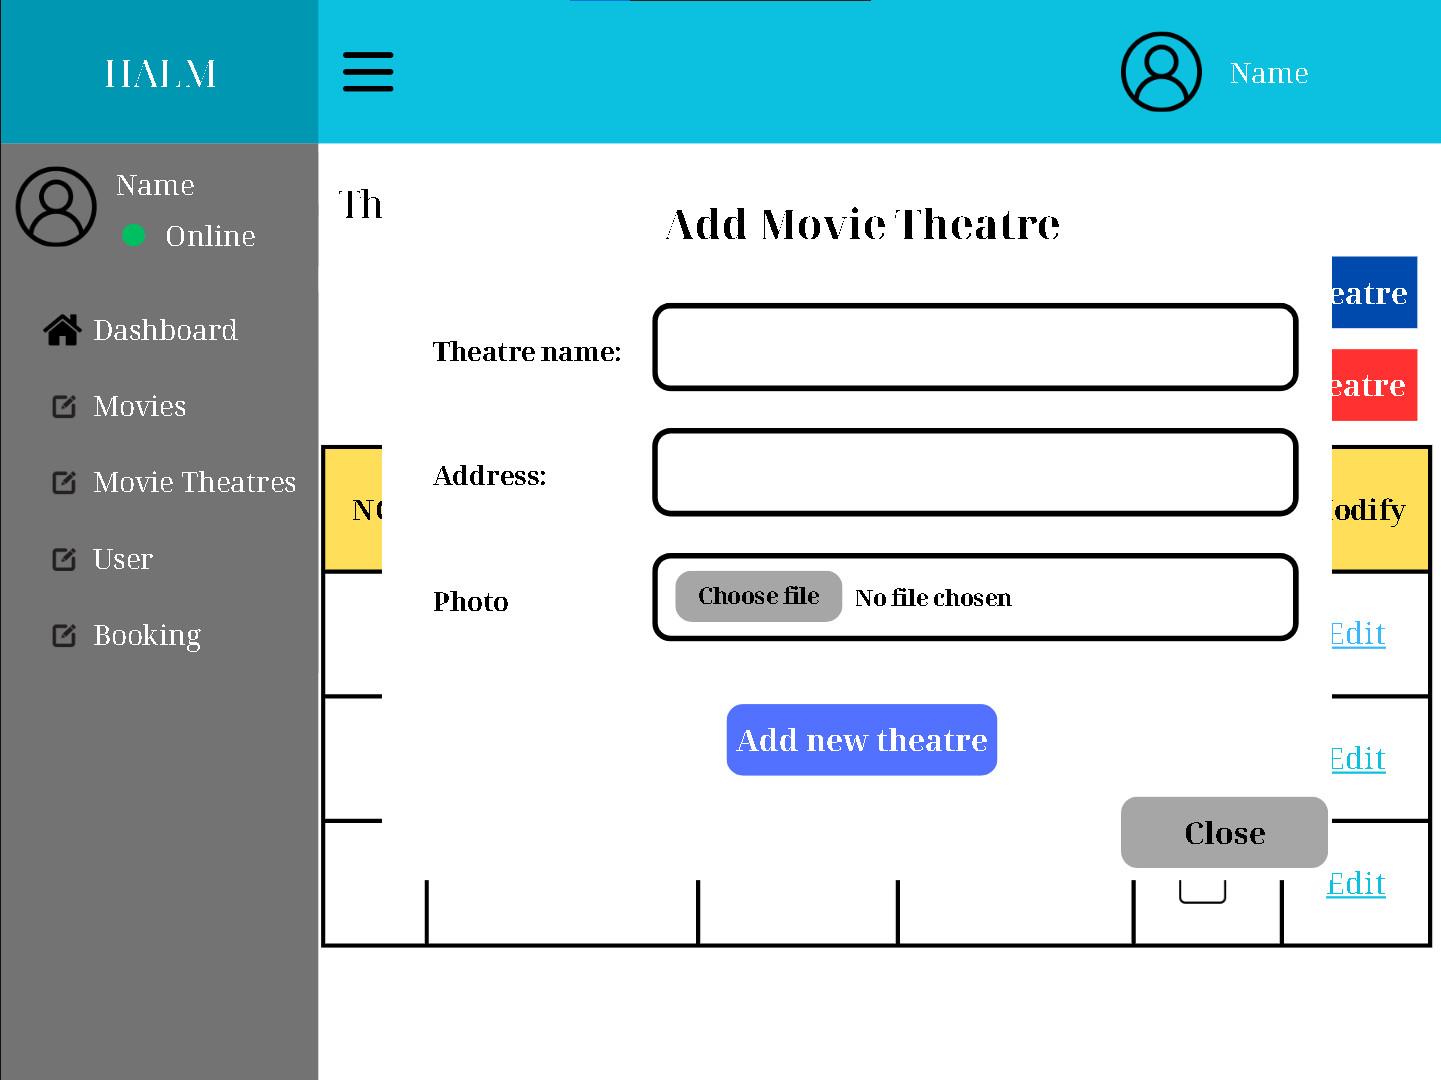 HALM
Name
Name
Online
Dashboard
Movies
Movie Theatres
User
Booking
Th
Add Movie Theatre
eatre
eatre
Theatre name:
Address:
Photo
Choose file
No file chosen
Add new theatre
Close
odify
Edit
Edit
Edit